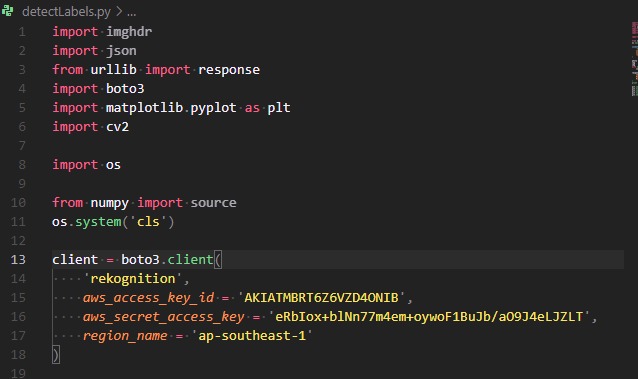 detectLabels.py > ...
1 import imghdr
2 import json
3 from urllib import response
4 import boto3
5 import matplotlib.pyplot as plt
6 import cv2
7
8 import os
9
10 from numpy import source
11 os.system('cls')
12
13 client = boto3.client(
14     'rekognition',
15     aws_access_key_id = 'AKIATMBRT6Z6VZD4ONIB',
16     aws_secret_access_key = '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',
17     region_name = 'ap-southeast-1'
18 )
19